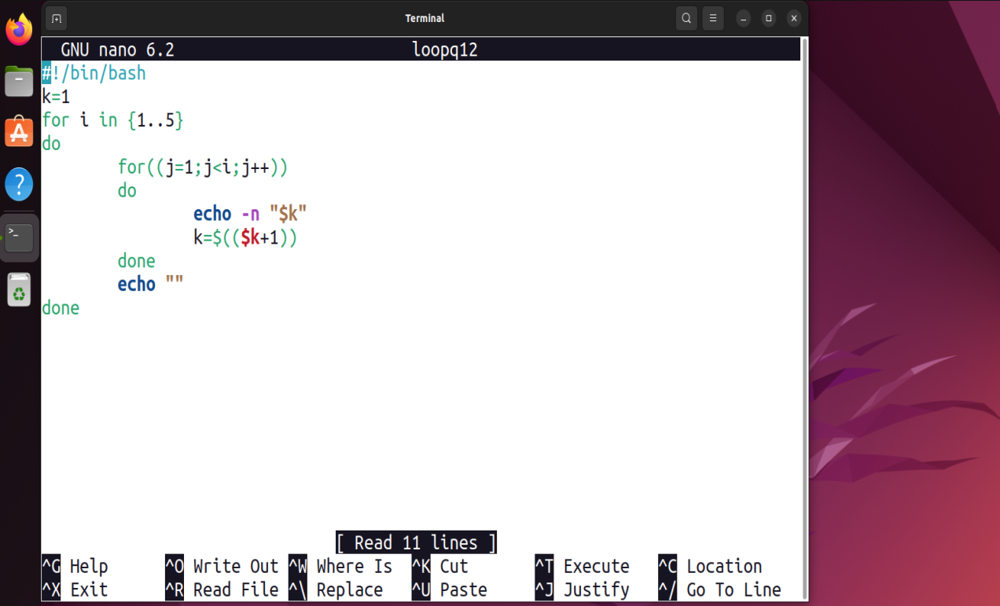 Terminal
GNU nano 6.2 loopq12
#!/bin/bash
k=1
for i in {1..5}
do
        for((j=1;j<i;j++))
        do
                echo -n "$k"
                k=$(($k+1))
        done
        echo ""
done
[ Read 11 lines ]
^G Help ^O Write Out ^W Where Is ^K Cut ^T Execute ^C Location
^X Exit ^R Read File ^\ Replace ^U Paste ^J Justify ^/ Go To Line